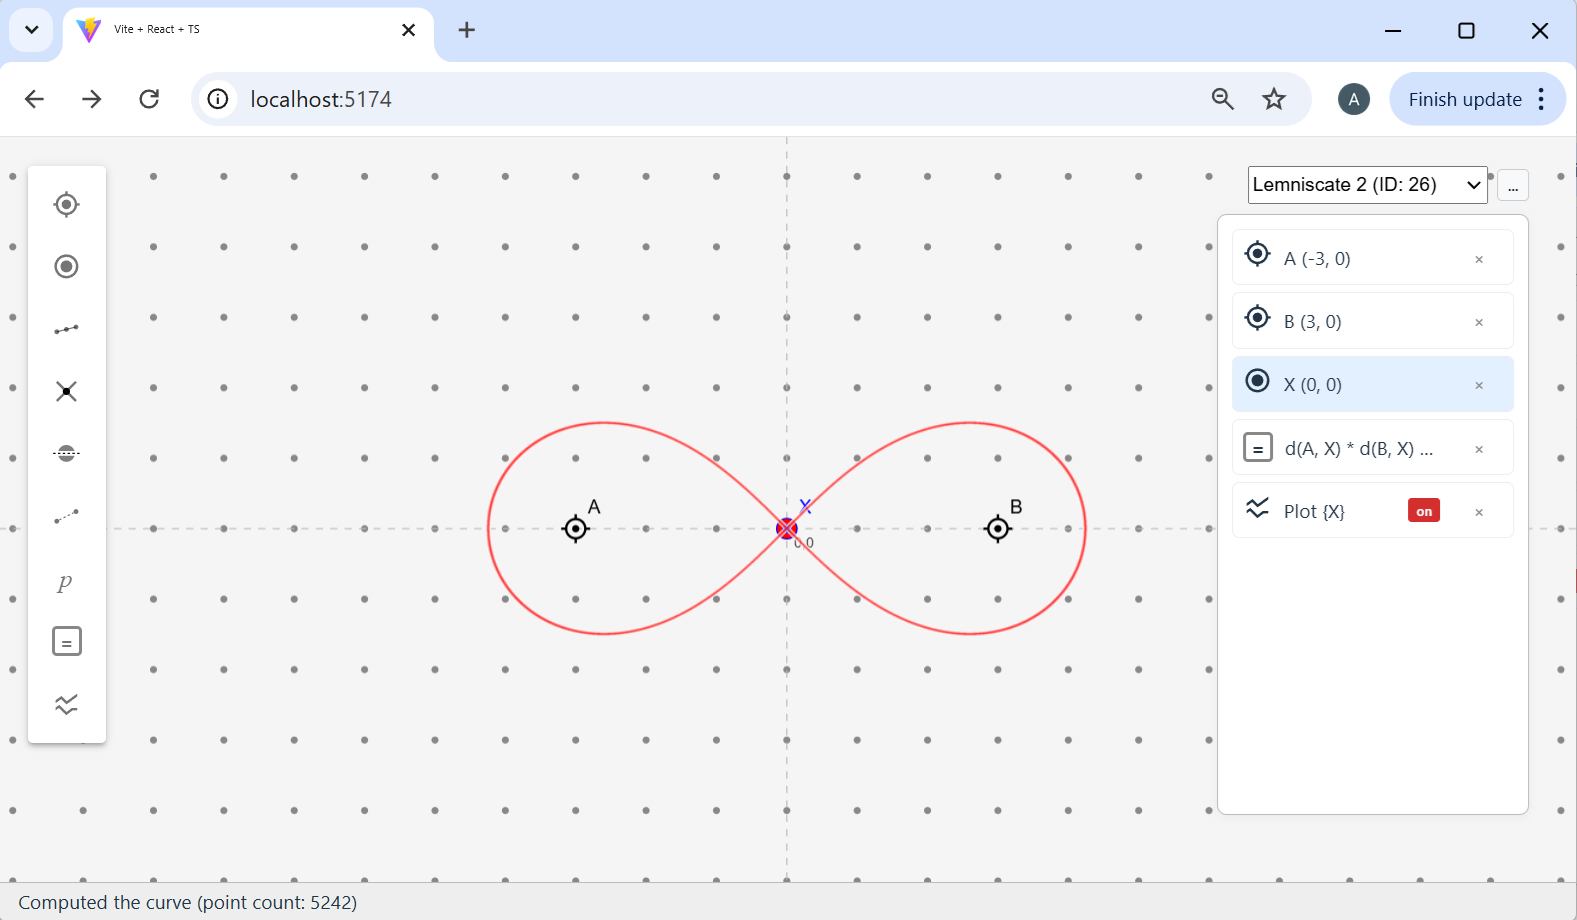 Vite + React + TS
localhost:5174
A
Finish update
Lemniscate 2 (ID: 26)
...
A (-3, 0)
×
B (3, 0)
×
X (0, 0)
×
=
d(A, X) * d(B, X) ...
×
Plot {X}
on
×
A
X
B
0,0
p
=
Computed the curve (point count: 5242)